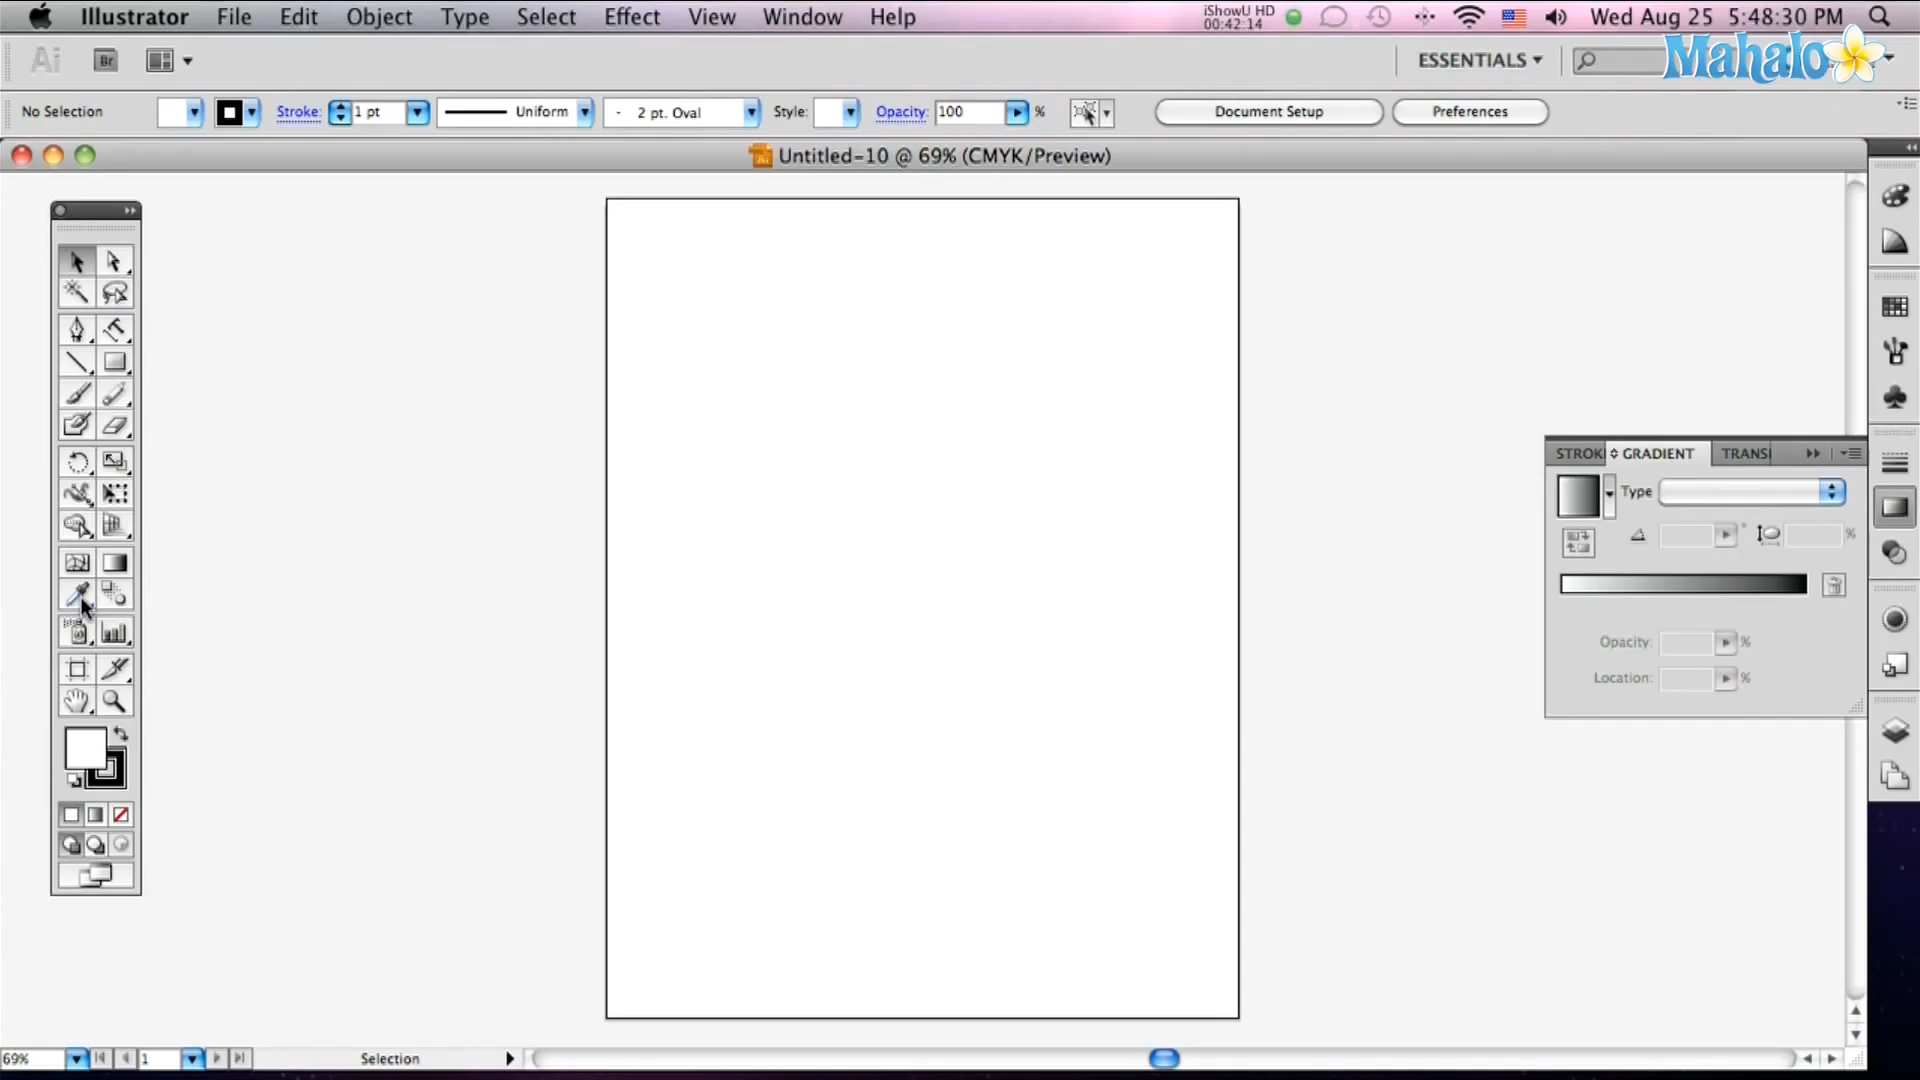 Illustrator File Edit Object Type Select Effect View Window Help iShowU HD 00:42:14 Wed Aug 25 5:48:30 PM
Ai Br ESSENTIALS Mahalo
No Selection Stroke: 1 pt Uniform 2 pt. Oval Style: Opacity: 100 % Document Setup Preferences
Untitled-10 @ 69% (CMYK/Preview)
STROK GRADIENT TRANSI
Type
° %
Opacity: %
Location: %
69% 1 Selection